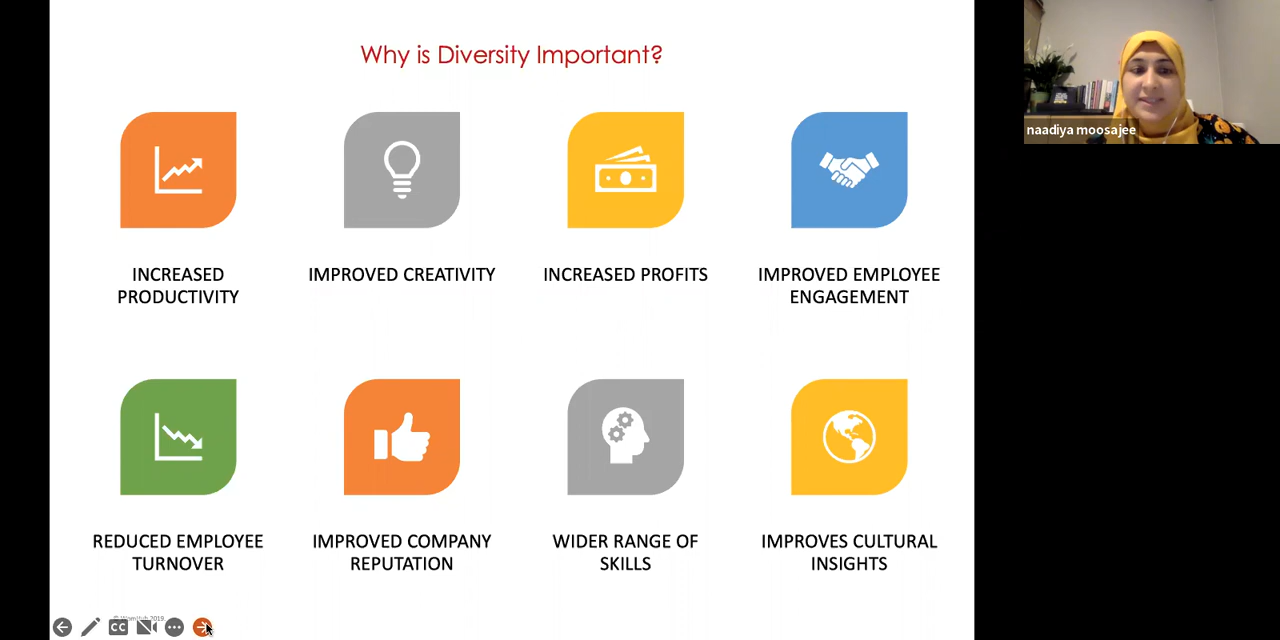 Why is Diversity Important?
naadiya moosajee
INCREASED
PRODUCTIVITY
IMPROVED CREATIVITY
INCREASED PROFITS
IMPROVED EMPLOYEE
ENGAGEMENT
REDUCED EMPLOYEE
TURNOVER
IMPROVED COMPANY
REPUTATION
WIDER RANGE OF
SKILLS
IMPROVES CULTURAL
INSIGHTS
CC